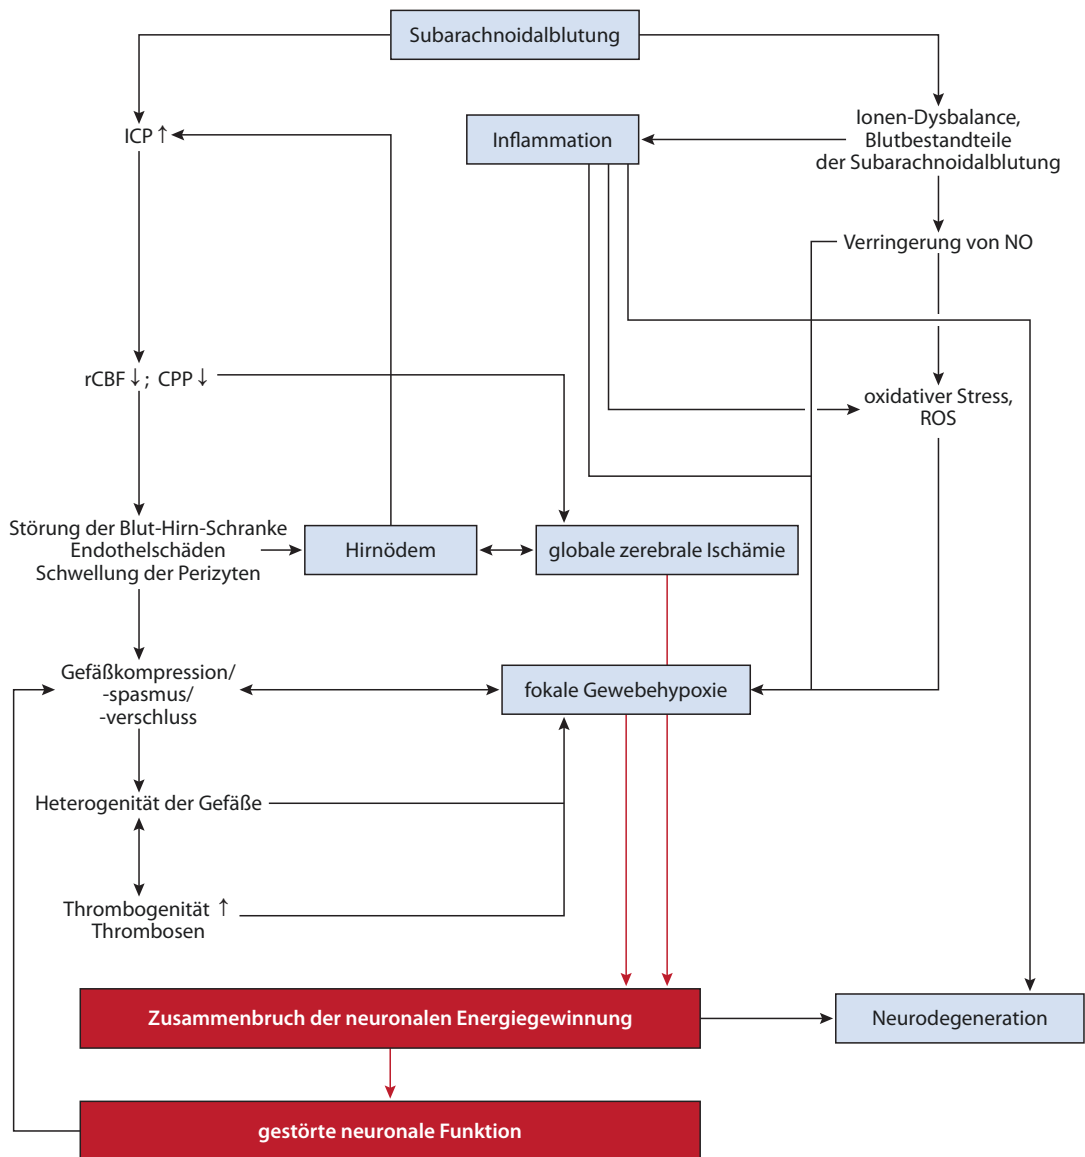 Subarachnoidalblutung
ICP ↑
Inflammation
Ionen-Dysbalance,
Blutbestandteile
der Subarachnoidalblutung
Verringerung von NO
rCBF ↓; CPP ↓
oxidativer Stress,
ROS
Störung der Blut-Hirn-Schranke
Endothelschäden
Schwellung der Perizyten
Hirnödem
globale zerebrale Ischämie
Gefäßkompression/
-spasmus/
-verschluss
fokale Gewebehypoxie
Heterogenität der Gefäße
Thrombogenität ↑
Thrombosen
Zusammenbruch der neuronalen Energiegewinnung
Neurodegeneration
gestörte neuronale Funktion